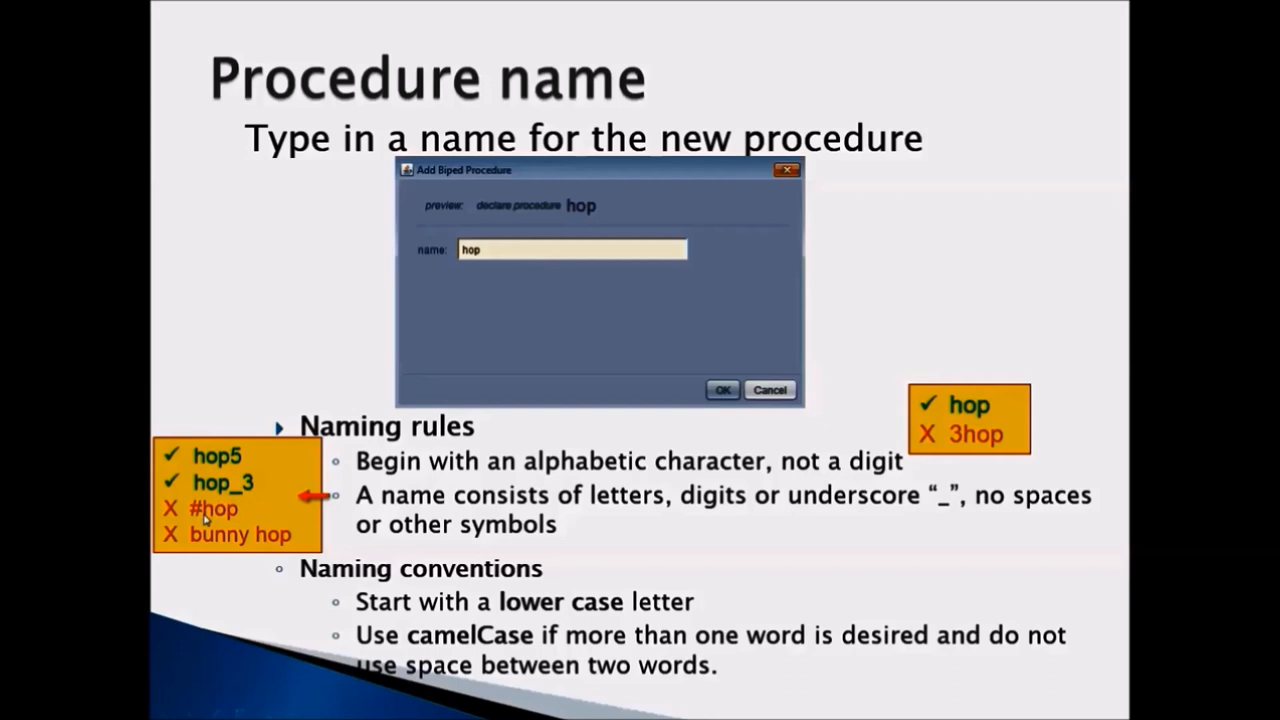 Procedure name
Type in a name for the new procedure
Add Biped Procedure
preview: declare procedure hop
name: hop
OK Cancel
✓ hop
X 3hop
Naming rules
Begin with an alphabetic character, not a digit
A name consists of letters, digits or underscore “_”, no spaces
or other symbols
✓ hop5
✓ hop_3
X #hop
X bunny hop
Naming conventions
Start with a lower case letter
Use camelCase if more than one word is desired and do not
use space between two words.